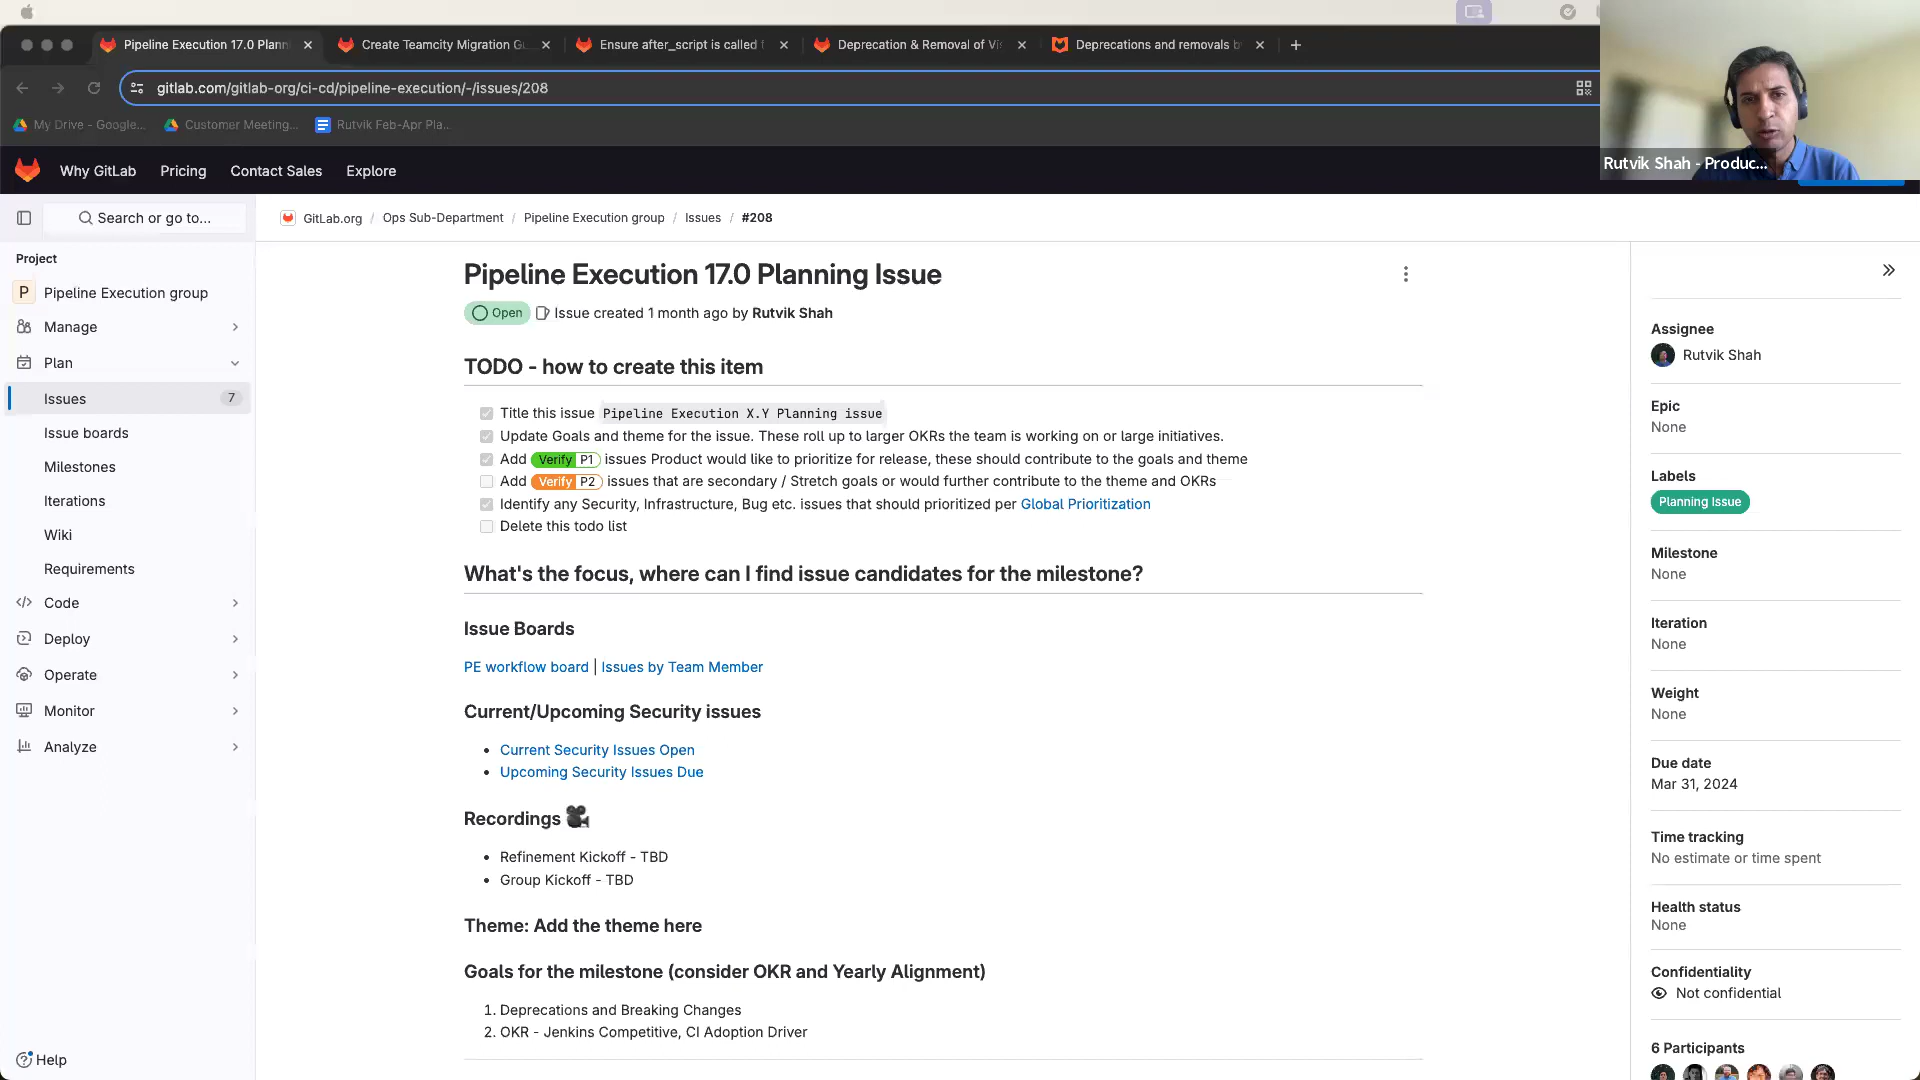 Pipeline Execution 17.0 Plann
Create Teamcity Migration G
Ensure after_script is called
Deprecation & Removal of Vi
Deprecations and removals b
gitlab.com/gitlab-org/ci-cd/pipeline-execution/-/issues/208
My Drive - Google...
Customer Meeting...
Rutvik Feb-Apr Pla...
Rutvik Shah - Produc...
Why GitLab
Pricing
Contact Sales
Explore
Search or go to...
GitLab.org / Ops Sub-Department / Pipeline Execution group / Issues / #208
Project
P Pipeline Execution group
Manage
Plan
Issues 7
Issue boards
Milestones
Iterations
Wiki
Requirements
Code
Deploy
Operate
Monitor
Analyze
Help
Pipeline Execution 17.0 Planning Issue
Open Issue created 1 month ago by Rutvik Shah
TODO - how to create this item
Title this issue Pipeline Execution X.Y Planning issue
Update Goals and theme for the issue. These roll up to larger OKRs the team is working on or large initiatives.
Add Verify P1 issues Product would like to prioritize for release, these should contribute to the goals and theme
Add Verify P2 issues that are secondary / Stretch goals or would further contribute to the theme and OKRs
Identify any Security, Infrastructure, Bug etc. issues that should prioritized per Global Prioritization
Delete this todo list
What's the focus, where can I find issue candidates for the milestone?
Issue Boards
PE workflow board | Issues by Team Member
Current/Upcoming Security issues
Current Security Issues Open
Upcoming Security Issues Due
Recordings
Refinement Kickoff - TBD
Group Kickoff - TBD
Theme: Add the theme here
Goals for the milestone (consider OKR and Yearly Alignment)
1. Deprecations and Breaking Changes
2. OKR - Jenkins Competitive, CI Adoption Driver
Assignee
Rutvik Shah
Epic
None
Labels
Planning Issue
Milestone
None
Iteration
None
Weight
None
Due date
Mar 31, 2024
Time tracking
No estimate or time spent
Health status
None
Confidentiality
Not confidential
6 Participants